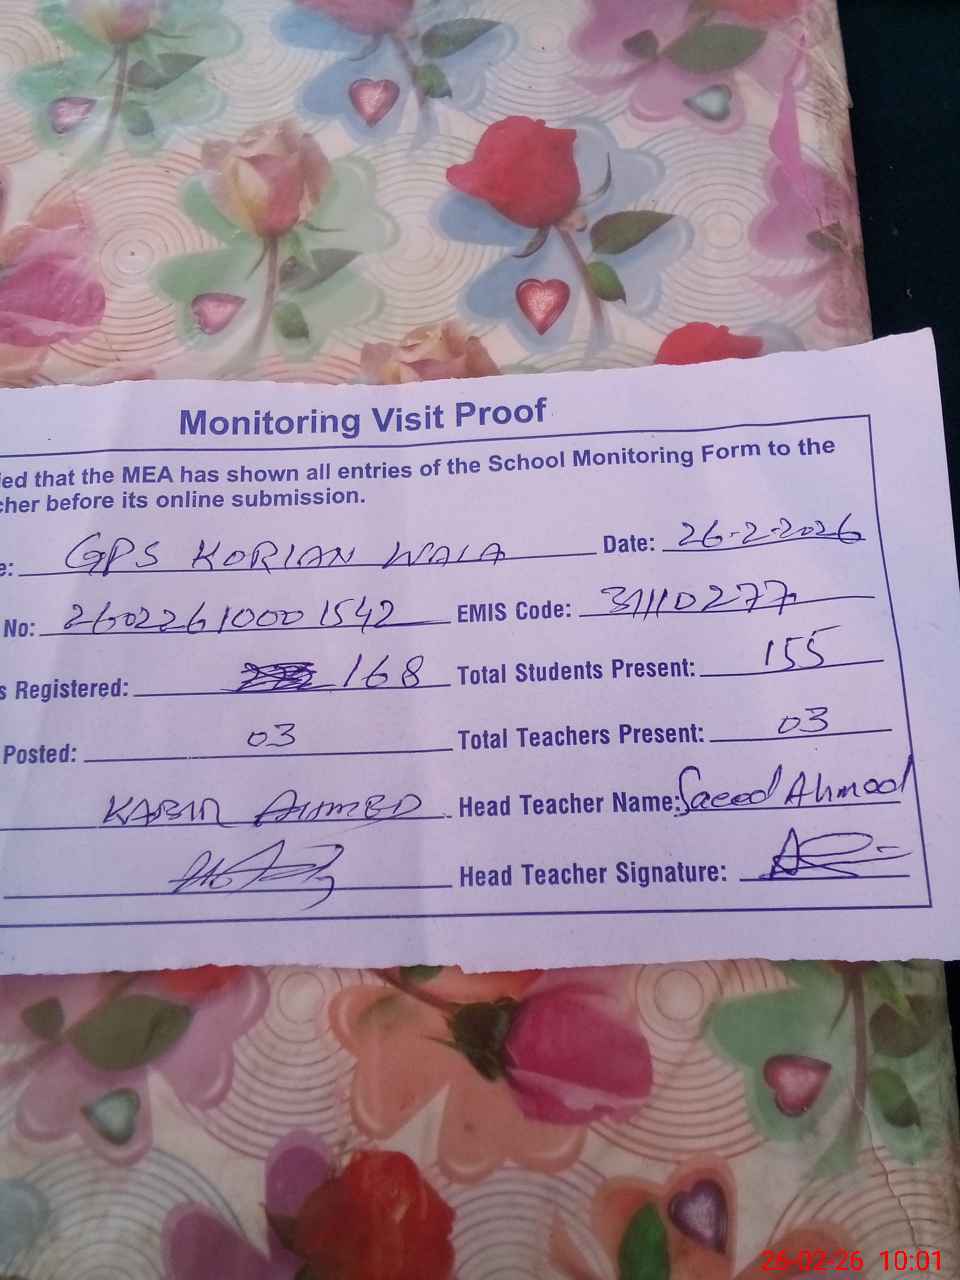 Monitoring Visit Proof
ied that the MEA has shown all entries of the School Monitoring Form to the
cher before its online submission.
e: GPS KORIAN WALA Date: 26-2-2026
No: 2602261000 1542 EMIS Code: 31110277
s Registered: 168 Total Students Present: 155
Posted: 03 Total Teachers Present: 03
KABIR AHMED Head Teacher Name: Saeed Ahmad
Head Teacher Signature:
26-02-26 10:01